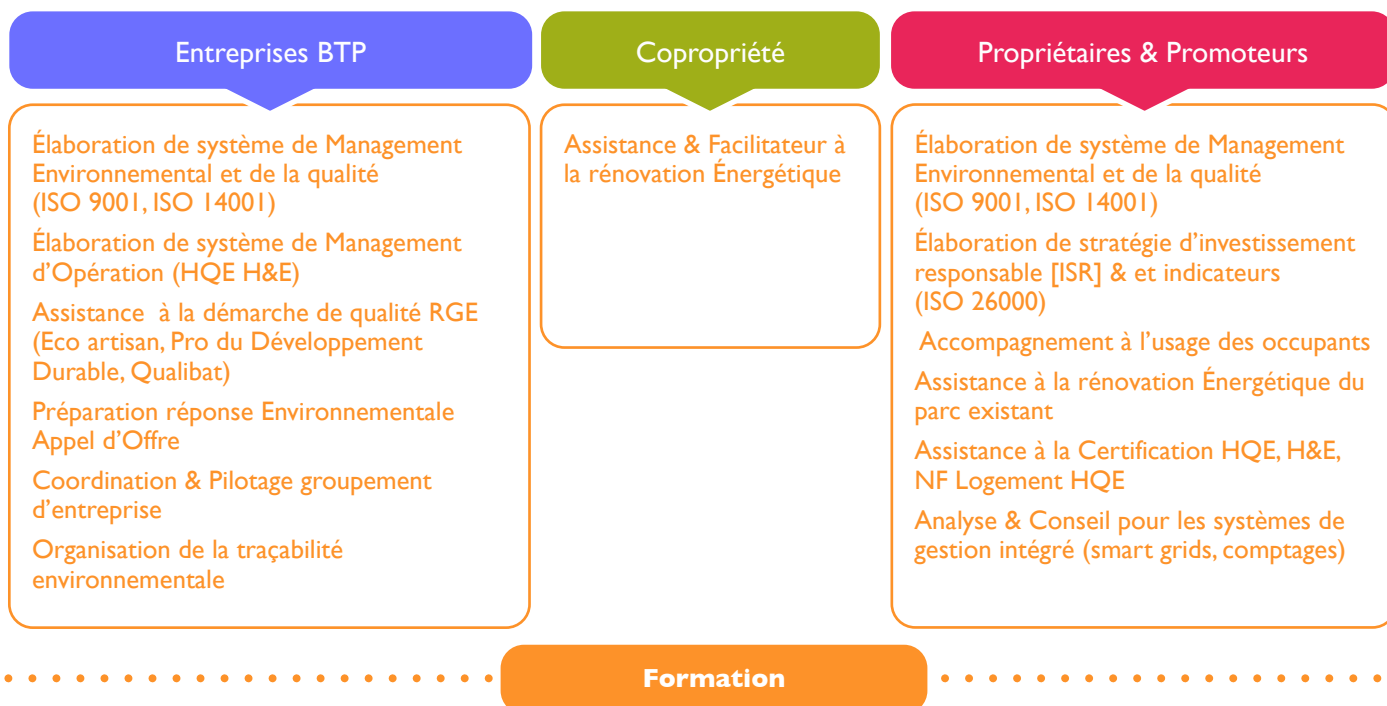 Entreprises BTP
Élaboration de système de Management
Environnemental et de la qualité
(ISO 9001, ISO 14001)
Élaboration de système de Management
d’Opération (HQE H&E)
Assistance à la démarche de qualité RGE
(Eco artisan, Pro du Développement
Durable, Qualibat)
Préparation réponse Environnementale
Appel d’Offre
Coordination & Pilotage groupement
d’entreprise
Organisation de la traçabilité
environnementale
Copropriété
Assistance & Facilitateur à
la rénovation Énergétique
Propriétaires & Promoteurs
Élaboration de système de Management
Environnemental et de la qualité
(ISO 9001, ISO 14001)
Élaboration de stratégie d’investissement
responsable [ISR] & et indicateurs
(ISO 26000)
Accompagnement à l’usage des occupants
Assistance à la rénovation Énergétique du
parc existant
Assistance à la Certification HQE, H&E,
NF Logement HQE
Analyse & Conseil pour les systèmes de
gestion intégré (smart grids, comptages)
Formation